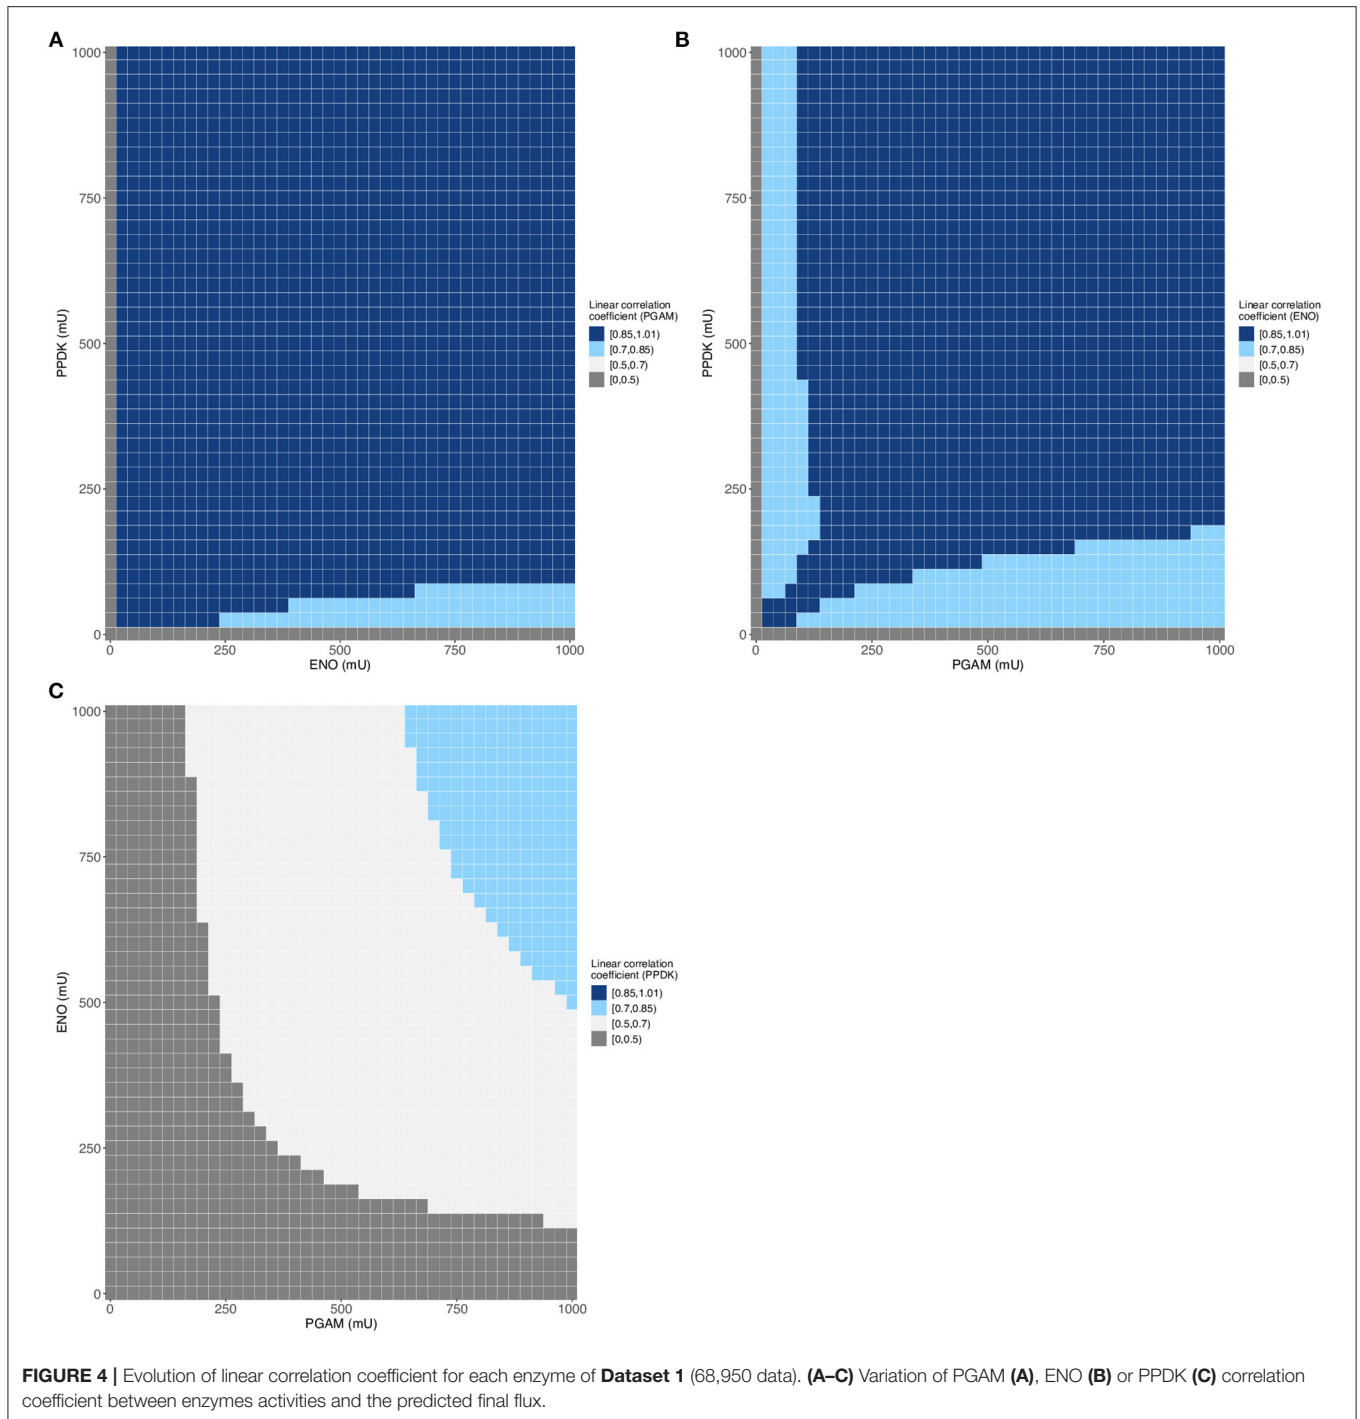 A
1000
750
500
250
0
PPDK (mU)
0 250 500 750 1000
ENO (mU)
Linear correlation
coefficient (PGAM)
[0.85,1.01)
[0.7,0.85)
[0.5,0.7)
[0,0.5)
B
1000
750
500
250
0
PPDK (mU)
0 250 500 750 1000
PGAM (mU)
Linear correlation
coefficient (ENO)
[0.85,1.01)
[0.7,0.85)
[0.5,0.7)
[0,0.5)
C
1000
750
500
250
0
ENO (mU)
0 250 500 750 1000
PGAM (mU)
Linear correlation
coefficient (PPDK)
[0.85,1.01)
[0.7,0.85)
[0.5,0.7)
[0,0.5)
FIGURE 4 | Evolution of linear correlation coefficient for each enzyme of Dataset 1 (68,950 data). (A–C) Variation of PGAM (A), ENO (B) or PPDK (C) correlation
coefficient between enzymes activities and the predicted final flux.